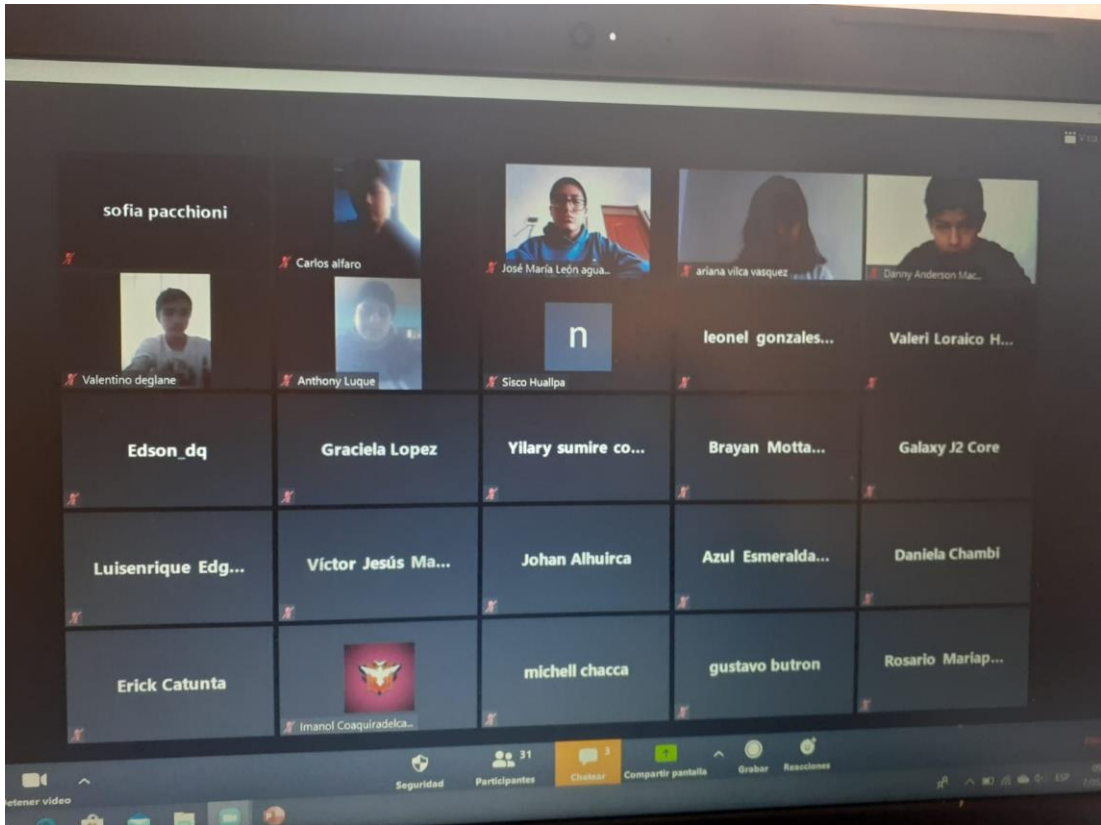 Vista
sofia pacchioni
Carlos alfaro
José María León agua...
ariana vilca vasquez
Danny Anderson Mac...
Valentino deglane
Anthony Luque
n
Sisco Huallpa
leonel gonzales...
Valeri Loraico H...
Edson_dq
Graciela Lopez
Yilary sumire co...
Brayan Motta...
Galaxy J2 Core
Luisenrique Edg...
Víctor Jesús Ma...
Johan Alhuirca
Azul Esmeralda...
Daniela Chambi
Erick Catunta
Imanol Coaquiradelca...
michell chacca
gustavo butron
Rosario Mariap...
etener video
Seguridad
31
Participantes
3
Chatear
Compartir pantalla
Grabar
Reacciones
ESP